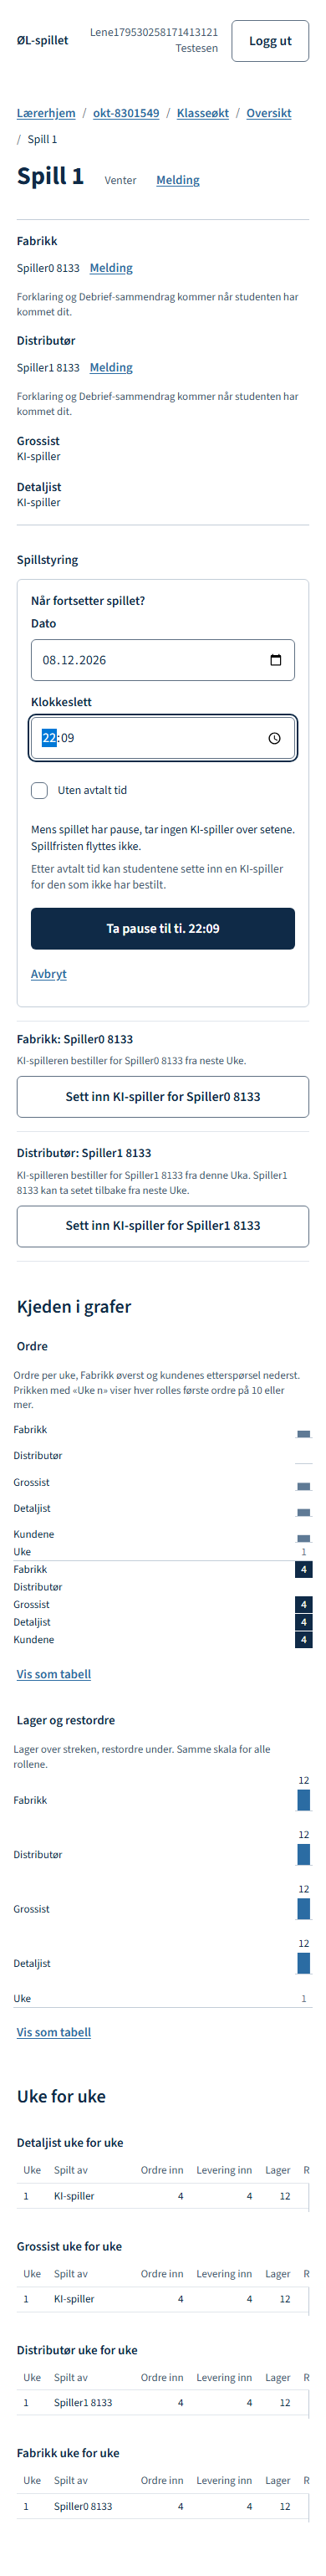 ØL-spillet
Lene179530258171413121
Testesen
Logg ut
Lærerhjem / okt-8301549 / Klasseøkt / Oversikt
/ Spill 1
Spill 1 Venter Melding
Fabrikk
Spiller0 8133 Melding
Forklaring og Debrief-sammendrag kommer når studenten har
kommet dit.
Distributør
Spiller1 8133 Melding
Forklaring og Debrief-sammendrag kommer når studenten har
kommet dit.
Grossist
KI-spiller
Detaljist
KI-spiller
Spillstyring
Når fortsetter spillet?
Dato
08.12.2026
Klokkeslett
22:09
Uten avtalt tid
Mens spillet har pause, tar ingen KI-spiller over setene.
Spillfristen flyttes ikke.
Etter avtalt tid kan studentene sette inn en KI-spiller
for den som ikke har bestilt.
Ta pause til ti. 22:09
Avbryt
Fabrikk: Spiller0 8133
KI-spilleren bestiller for Spiller0 8133 fra neste Uke.
Sett inn KI-spiller for Spiller0 8133
Distributør: Spiller1 8133
KI-spilleren bestiller for Spiller1 8133 fra denne Uka. Spiller1
8133 kan ta setet tilbake fra neste Uke.
Sett inn KI-spiller for Spiller1 8133
Kjeden i grafer
Ordre
Ordre per uke, Fabrikk øverst og kundenes etterspørsel nederst.
Prikken med «Uke n» viser hver rolles første ordre på 10 eller
mer.
Fabrikk
Distributør
Grossist
Detaljist
Kundene
Uke 1
Fabrikk 4
Distributør
Grossist 4
Detaljist 4
Kundene 4
Vis som tabell
Lager og restordre
Lager over streken, restordre under. Samme skala for alle
rollene.
12
Fabrikk
12
Distributør
12
Grossist
12
Detaljist
Uke 1
Vis som tabell
Uke for uke
Detaljist uke for uke
Uke Spilt av Ordre inn Levering inn Lager R
1 KI-spiller 4 4 12
Grossist uke for uke
Uke Spilt av Ordre inn Levering inn Lager R
1 KI-spiller 4 4 12
Distributør uke for uke
Uke Spilt av Ordre inn Levering inn Lager R
1 Spiller1 8133 4 4 12
Fabrikk uke for uke
Uke Spilt av Ordre inn Levering inn Lager R
1 Spiller0 8133 4 4 12